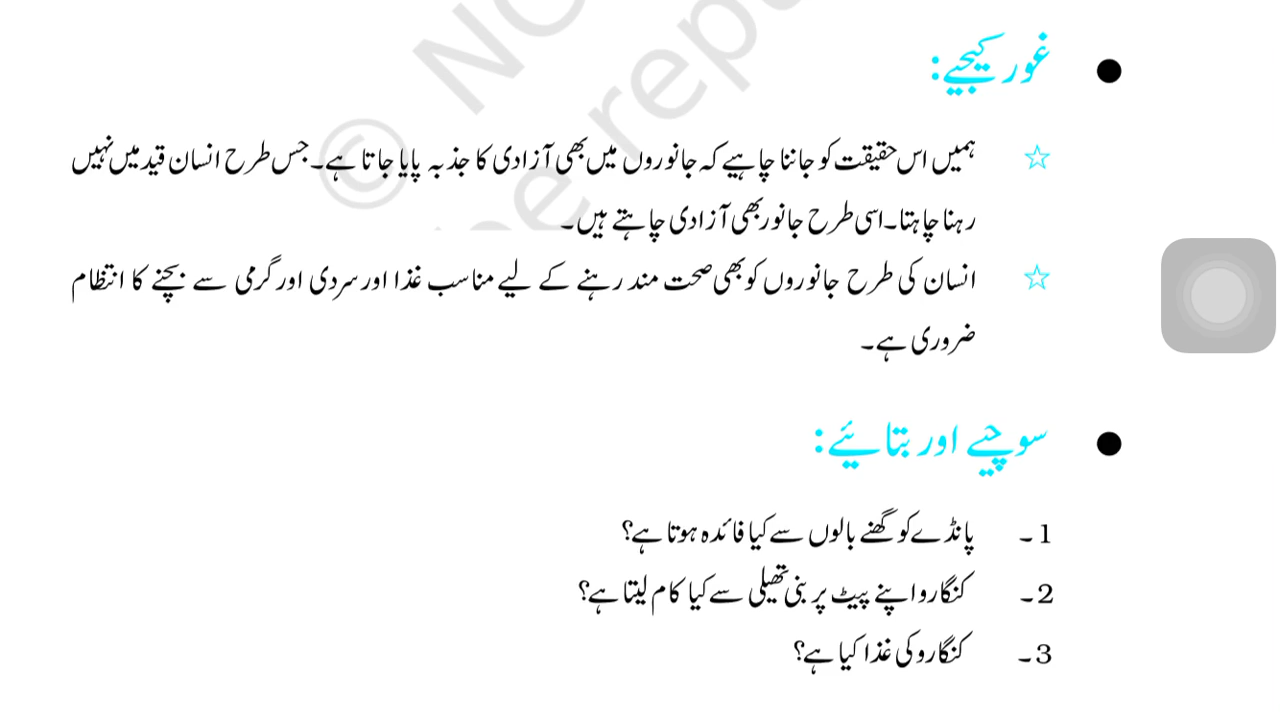 ● غور کیجیے:
☆ ہمیں اس حقیقت کو جاننا چاہیے کہ جانوروں میں بھی آزادی کا جذبہ پایا جاتا ہے۔ جس طرح انسان قید میں نہیں
رہنا چاہتا۔ اسی طرح جانور بھی آزادی چاہتے ہیں۔
☆ انسان کی طرح جانوروں کو بھی صحت مند رہنے کے لیے مناسب غذا اور سردی اور گرمی سے بچنے کا انتظام
ضروری ہے۔
● سوچیے اور بتائیے:
1۔ پانڈے کو گھنے بالوں سے کیا فائدہ ہوتا ہے؟
2۔ کنگارو اپنے پیٹ پر بنی تھیلی سے کیا کام لیتا ہے؟
3۔ کنگارو کی غذا کیا ہے؟